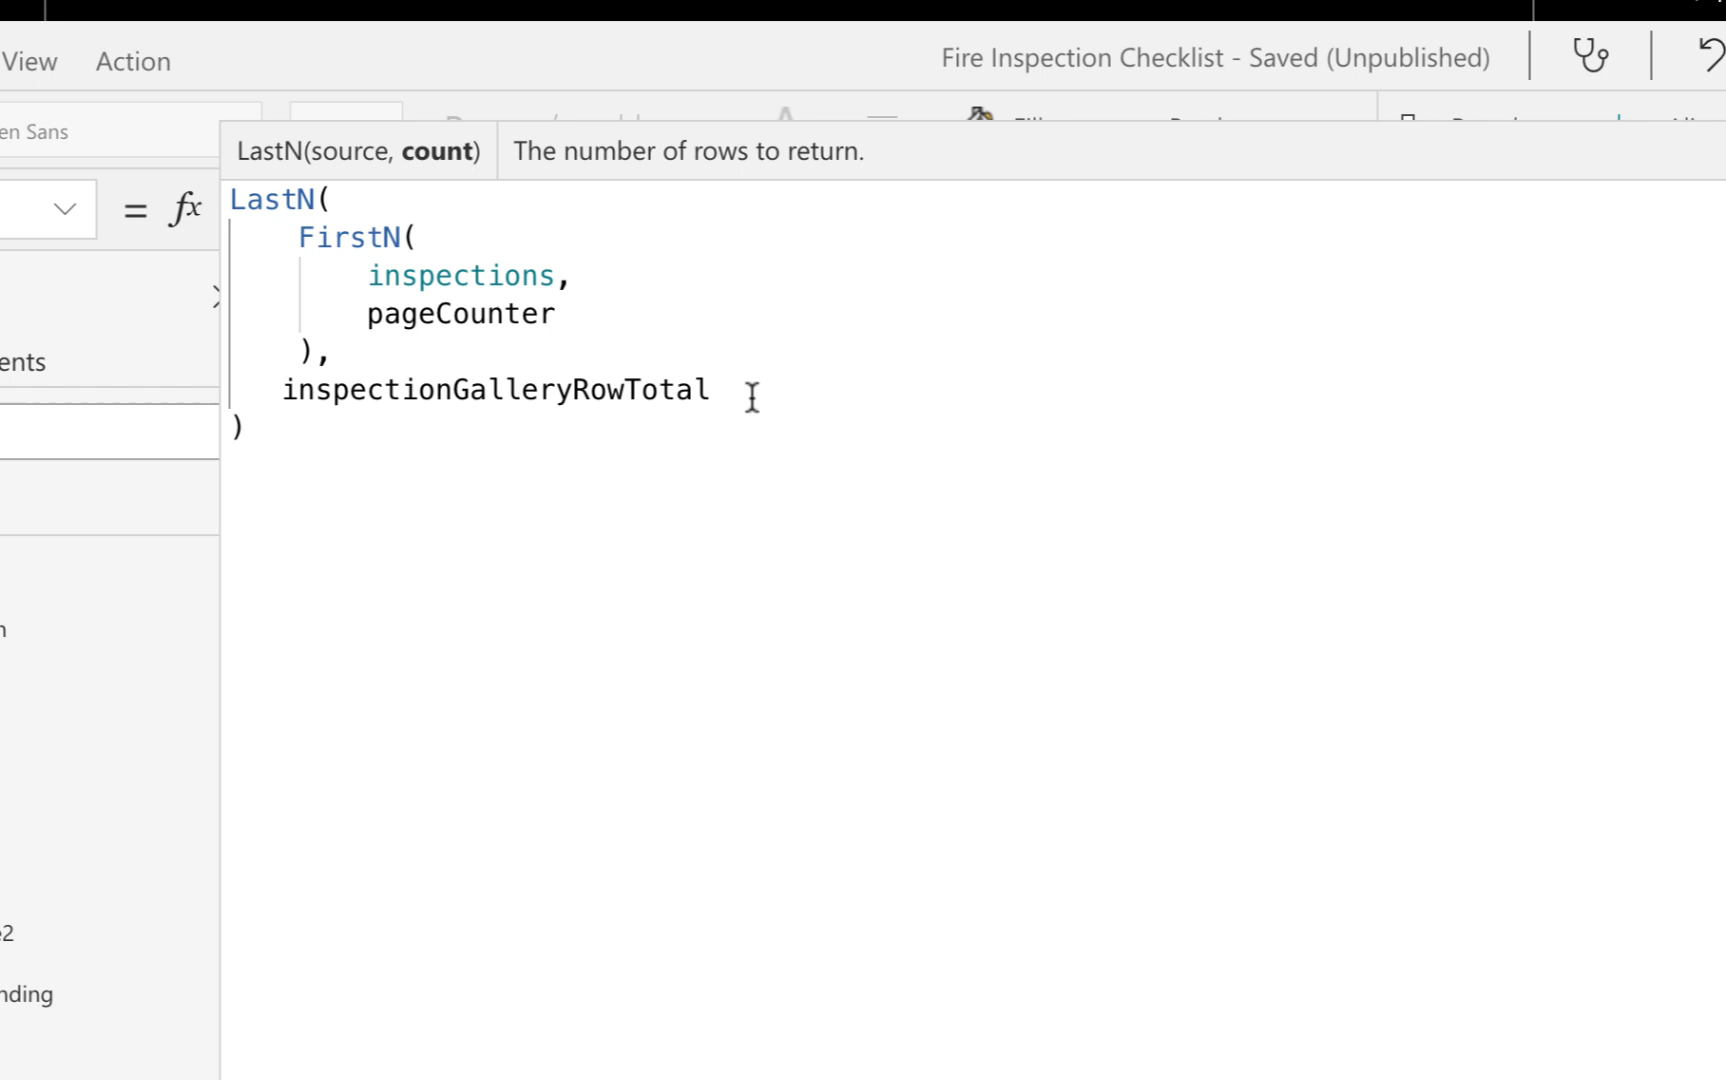 View Action
Fire Inspection Checklist - Saved (Unpublished)
en Sans
LastN(source, count) The number of rows to return.
= fx
LastN(
FirstN(
inspections,
pageCounter
),
inspectionGalleryRowTotal
)
ents
n
e2
nding